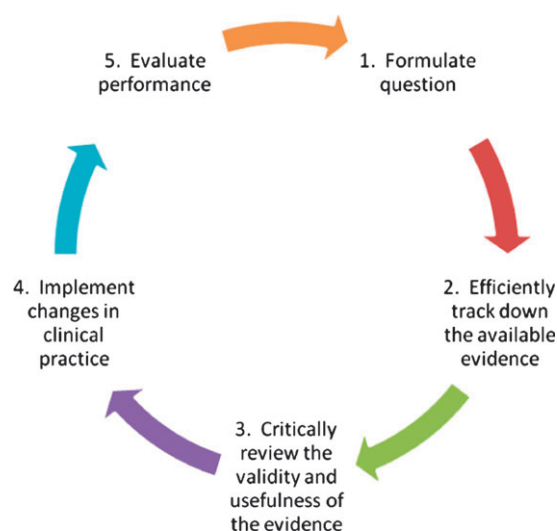 1. Formulate
question
2. Efficiently
track down
the available
evidence
3. Critically
review the
validity and
usefulness of
the evidence
4. Implement
changes in
clinical
practice
5. Evaluate
performance